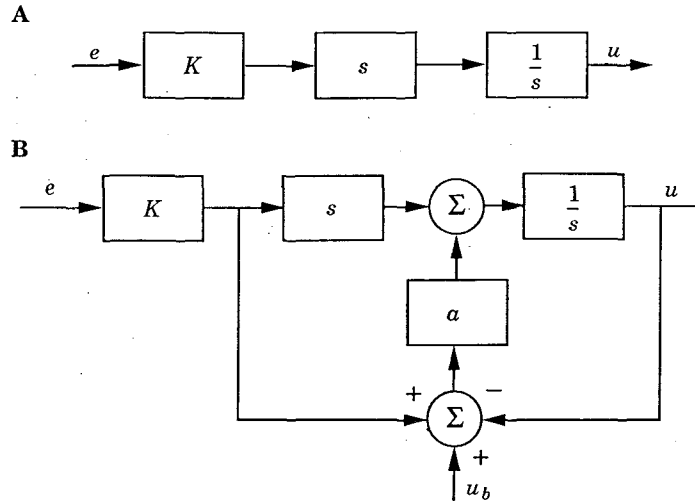 A
e K s 1/s u
B
e K s Σ 1/s u
a
+ −
Σ
+
u_b